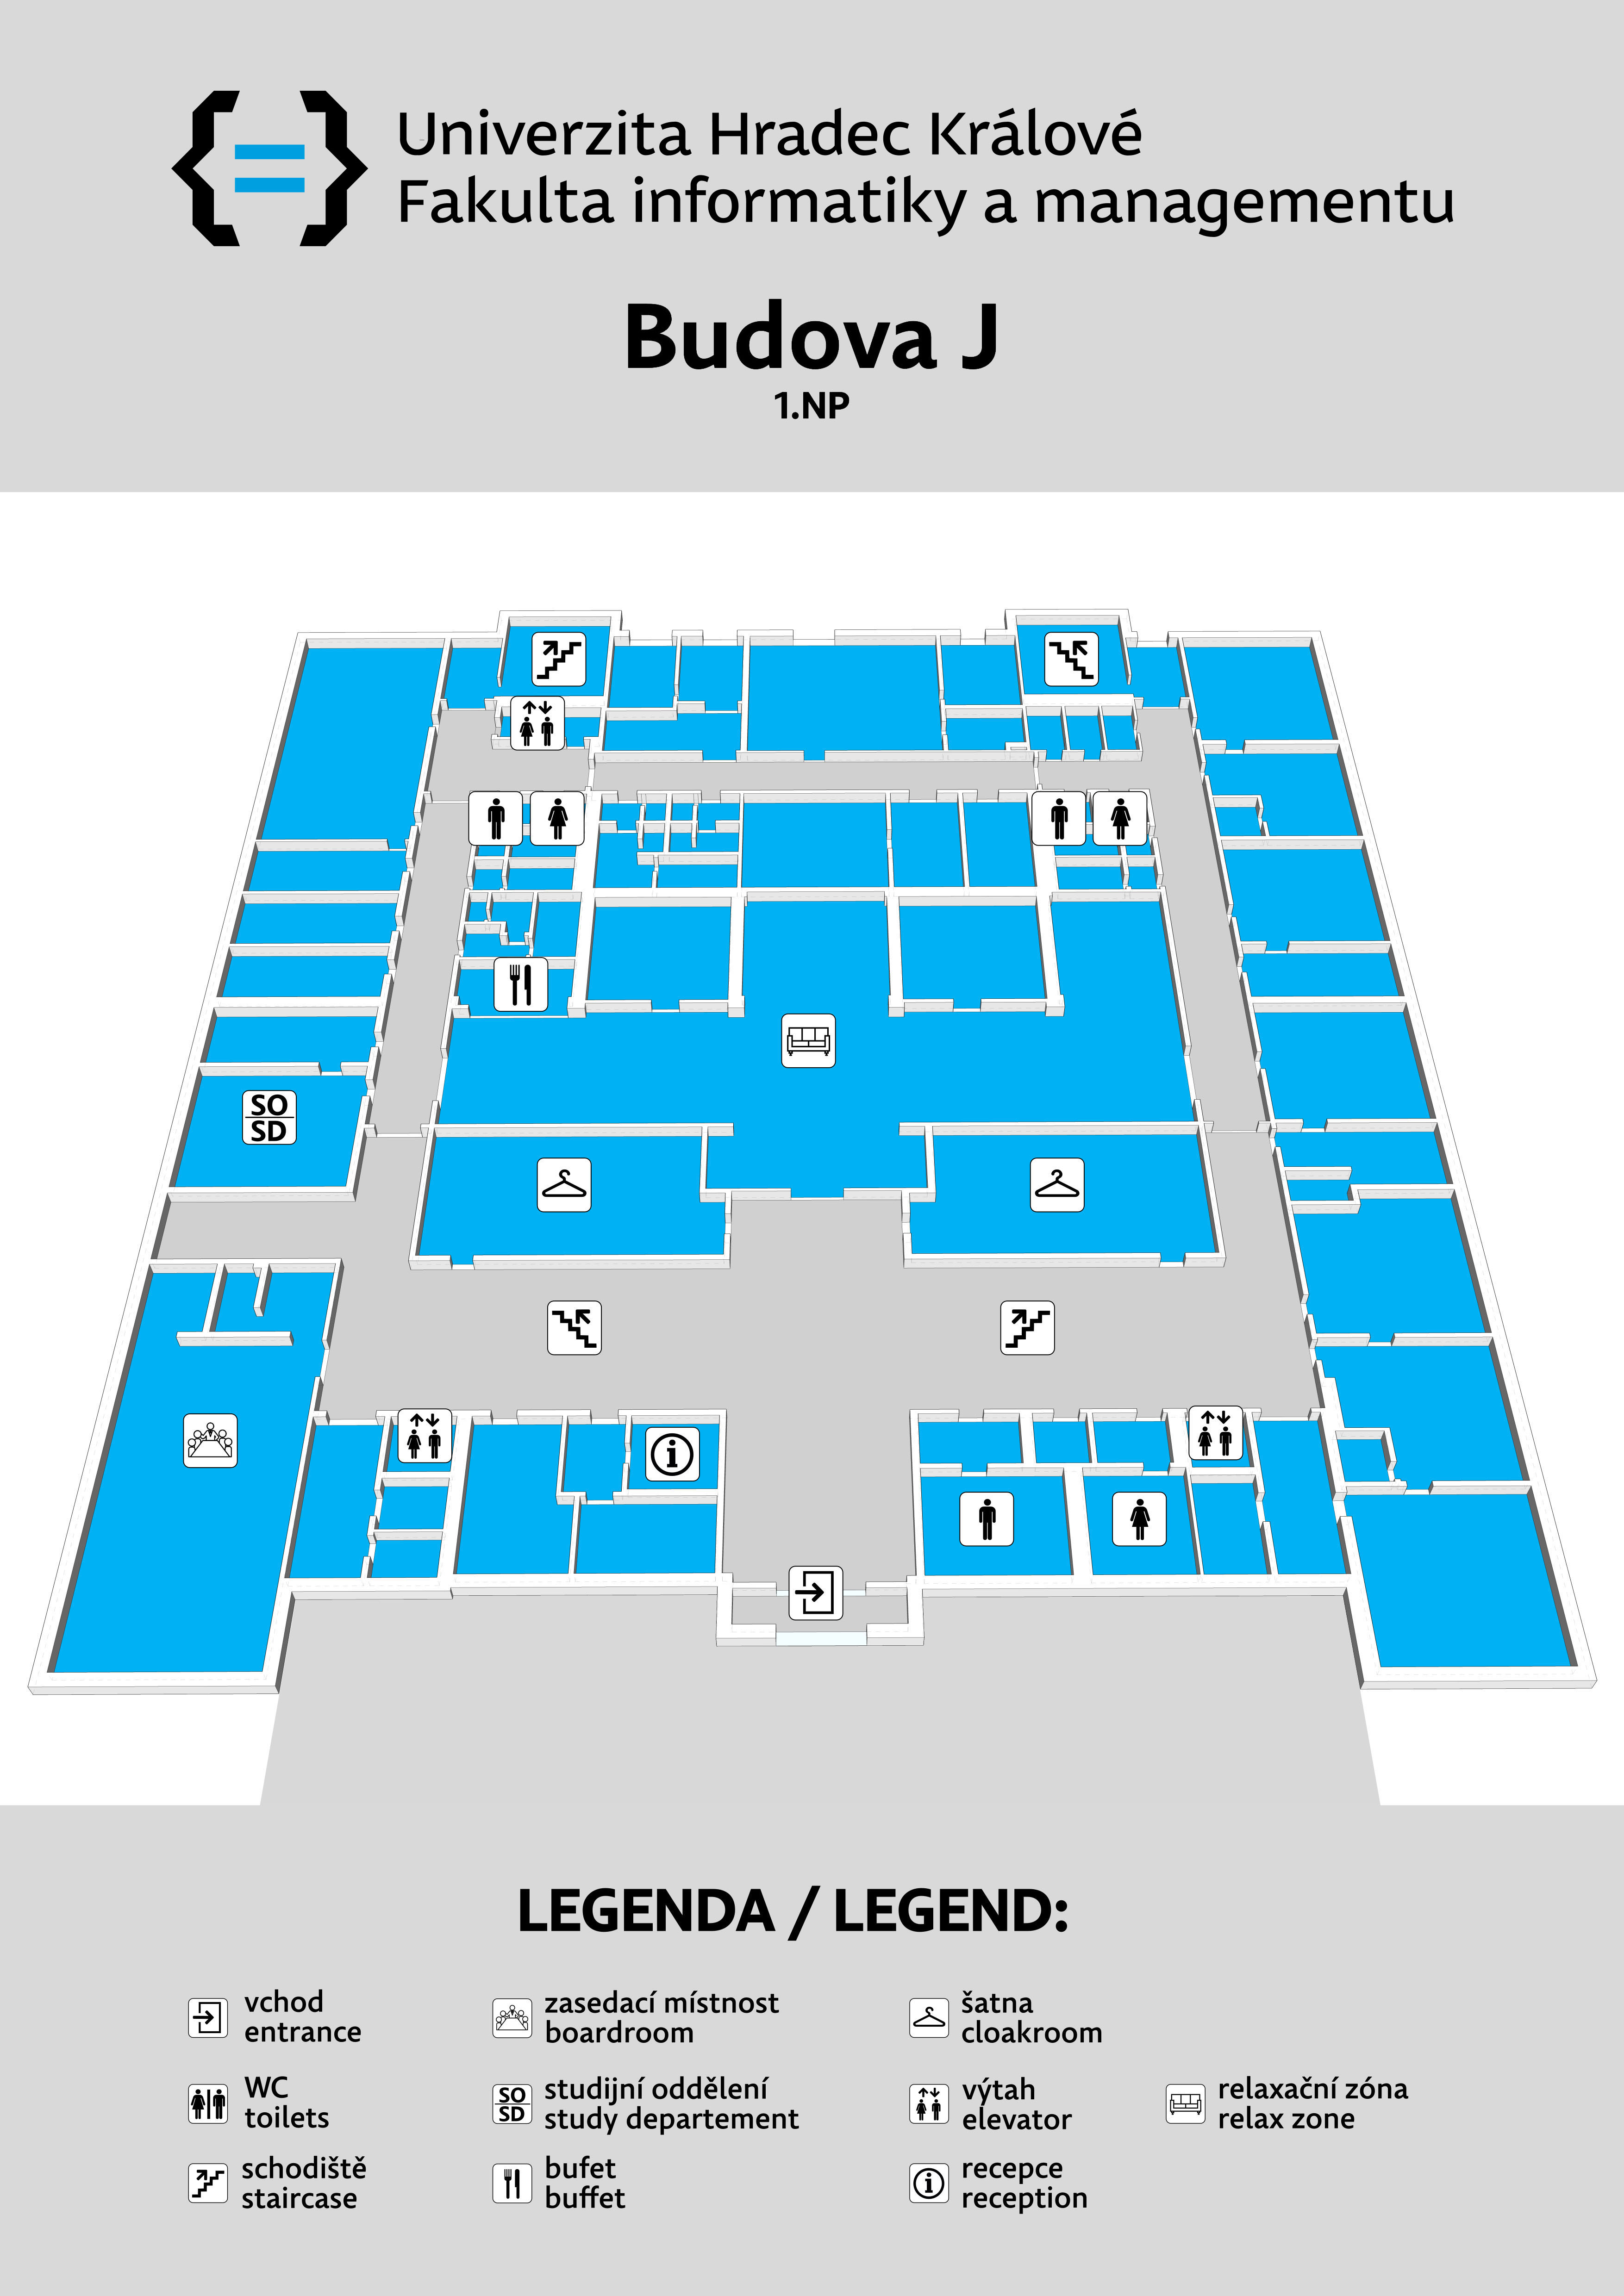 {=} Univerzita Hradec Králové
Fakulta informatiky a managementu
Budova J
1.NP
SO
SD
i
i
LEGENDA / LEGEND:
vchod
entrance
WC
toilets
schodiště
staircase
zasedací místnost
boardroom
SO
SD
studijní oddělení
study departement
bufet
buffet
šatna
cloakroom
výtah
elevator
recepce
reception
relaxační zóna
relax zone